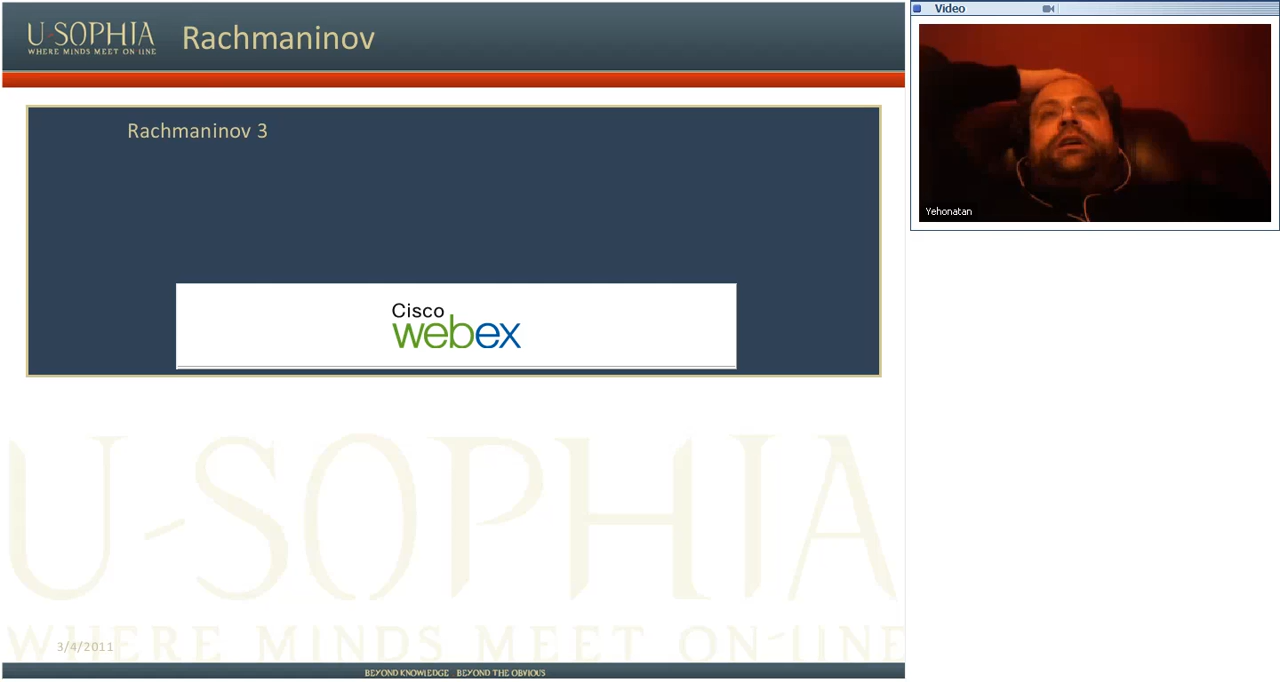 U-SOPHIA
WHERE MINDS MEET ON-LINE
Rachmaninov
Rachmaninov 3
Cisco
webex
U-SOPHIA
WHERE MINDS MEET ON-LINE
3/4/2011
BEYOND KNOWLEDGE BEYOND THE OBVIOUS
Video
Yehonatan